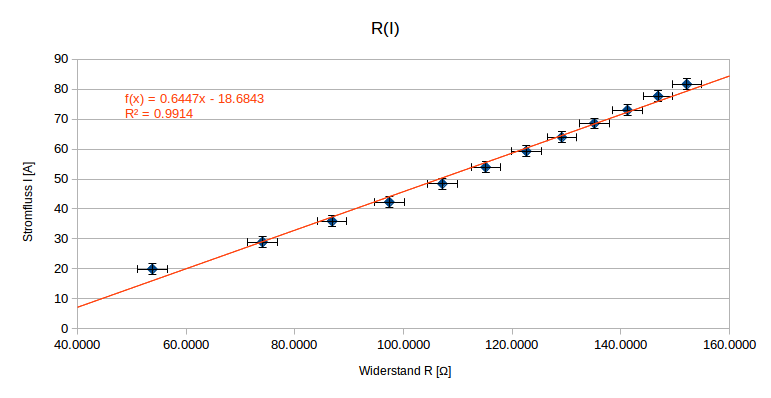 R(I)
90
80
70
60
50
40
30
20
10
0
f(x) = 0.6447x - 18.6843
R² = 0.9914
Stromfluss I [A]
40.0000 60.0000 80.0000 100.0000 120.0000 140.0000 160.0000
Widerstand R [Ω]